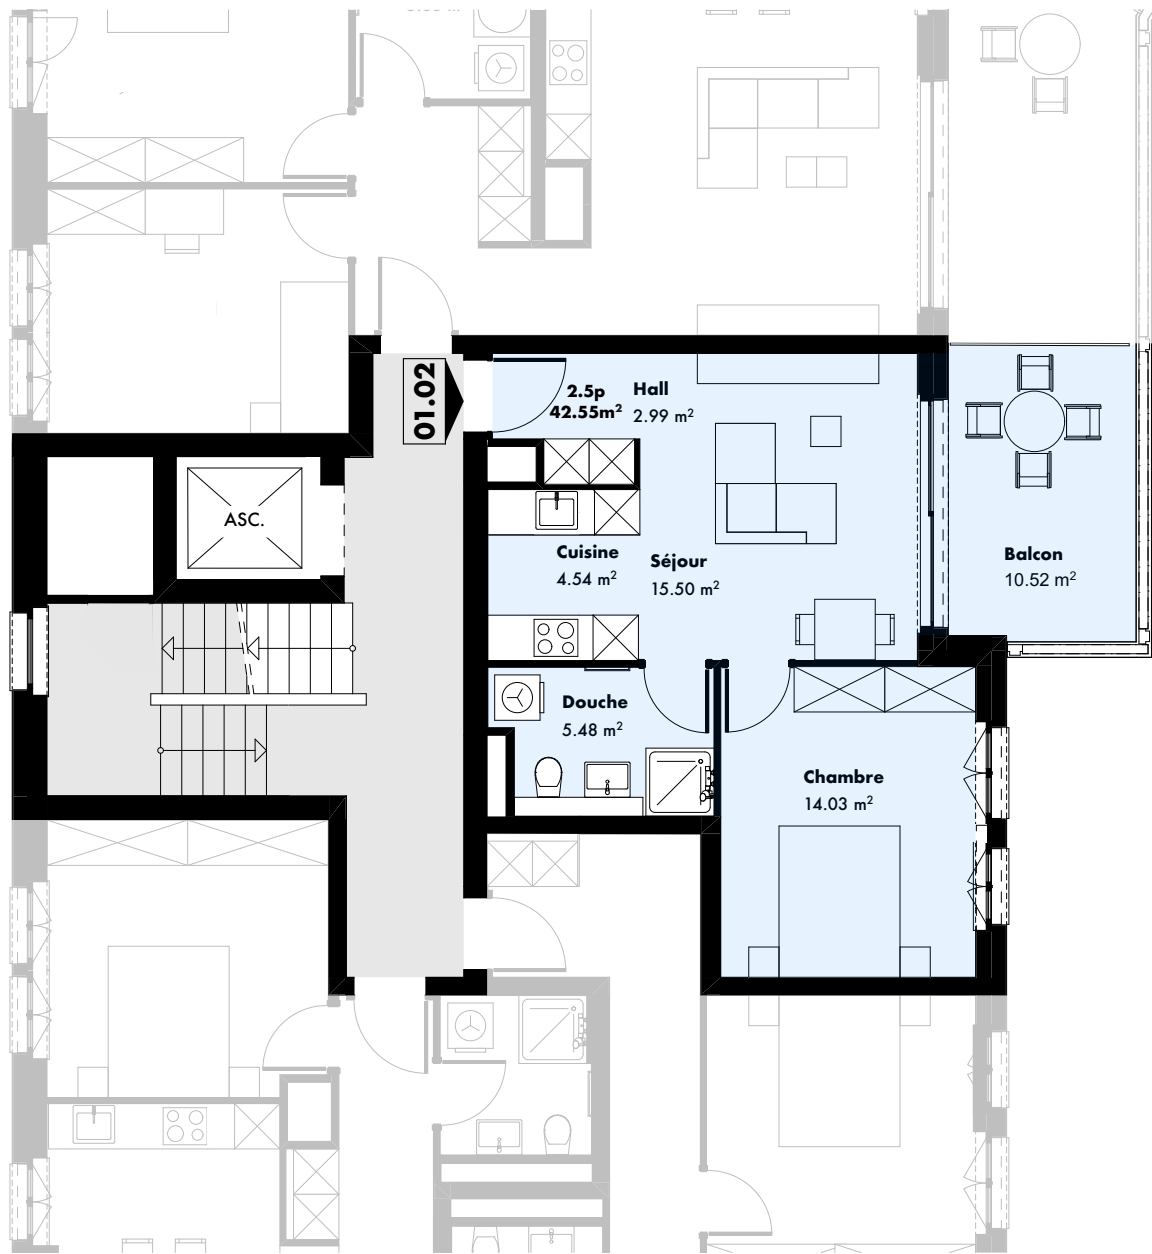 01.02
2.5p
42.55m²
Hall
2.99 m²
ASC.
Cuisine
4.54 m²
Séjour
15.50 m²
Balcon
10.52 m²
Douche
5.48 m²
Chambre
14.03 m²